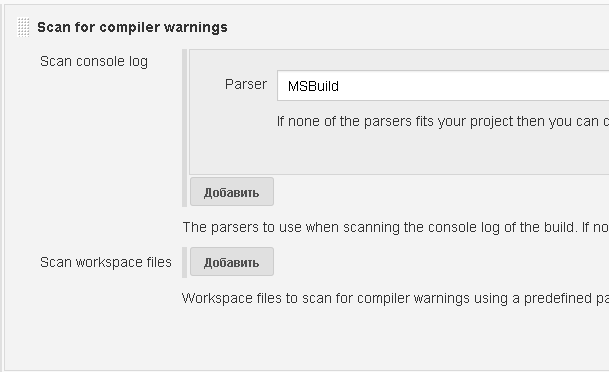 Scan for compiler warnings
Scan console log
Parser MSBuild
If none of the parsers fits your project then you can
Добавить
The parsers to use when scanning the console log of the build. If
Scan workspace files Добавить
Workspace files to scan for compiler warnings using a predefined